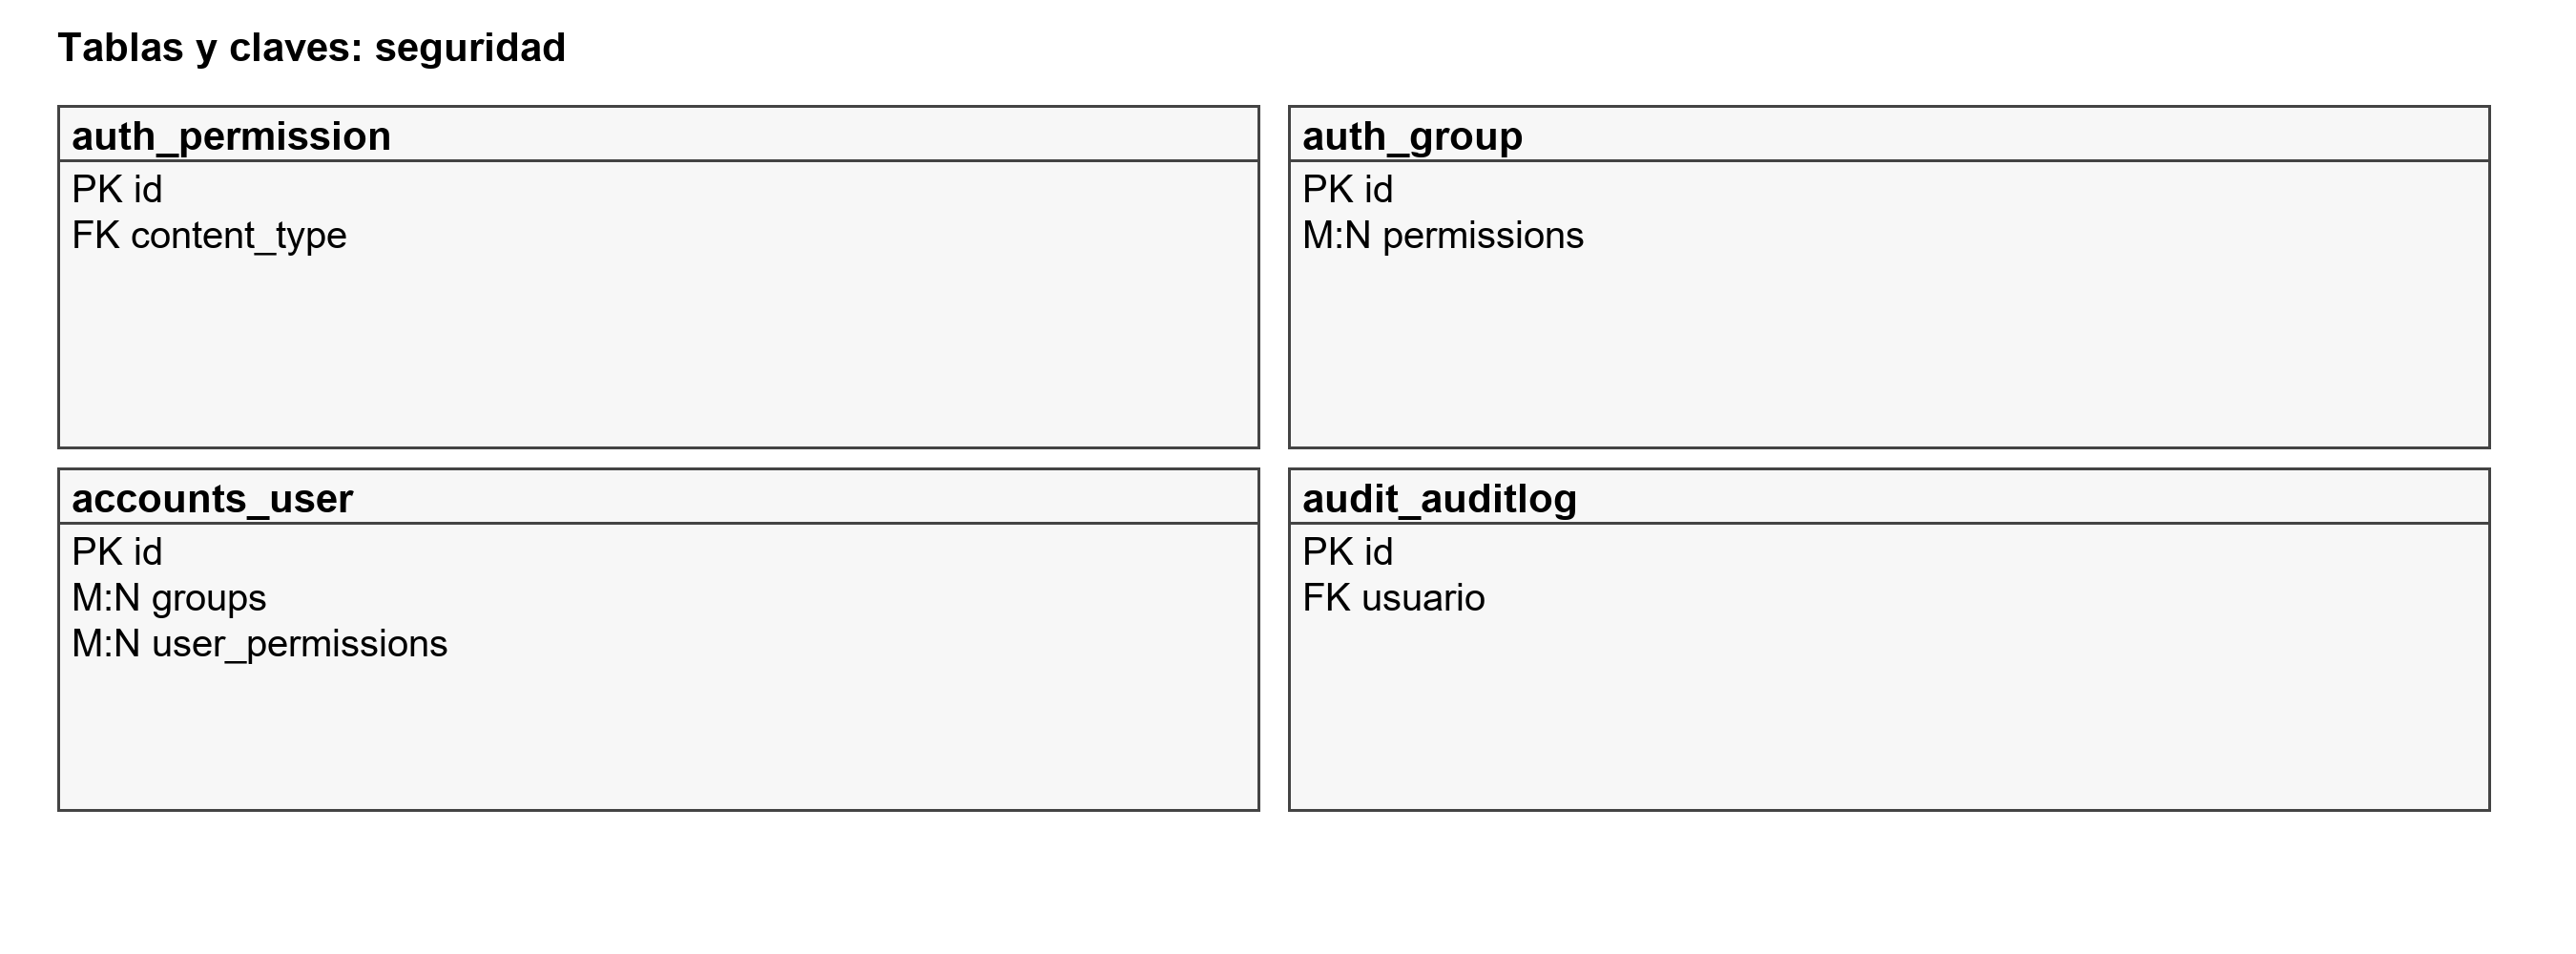 Tablas y claves: seguridad
auth_permission
PK id
FK content_type
auth_group
PK id
M:N permissions
accounts_user
PK id
M:N groups
M:N user_permissions
audit_auditlog
PK id
FK usuario